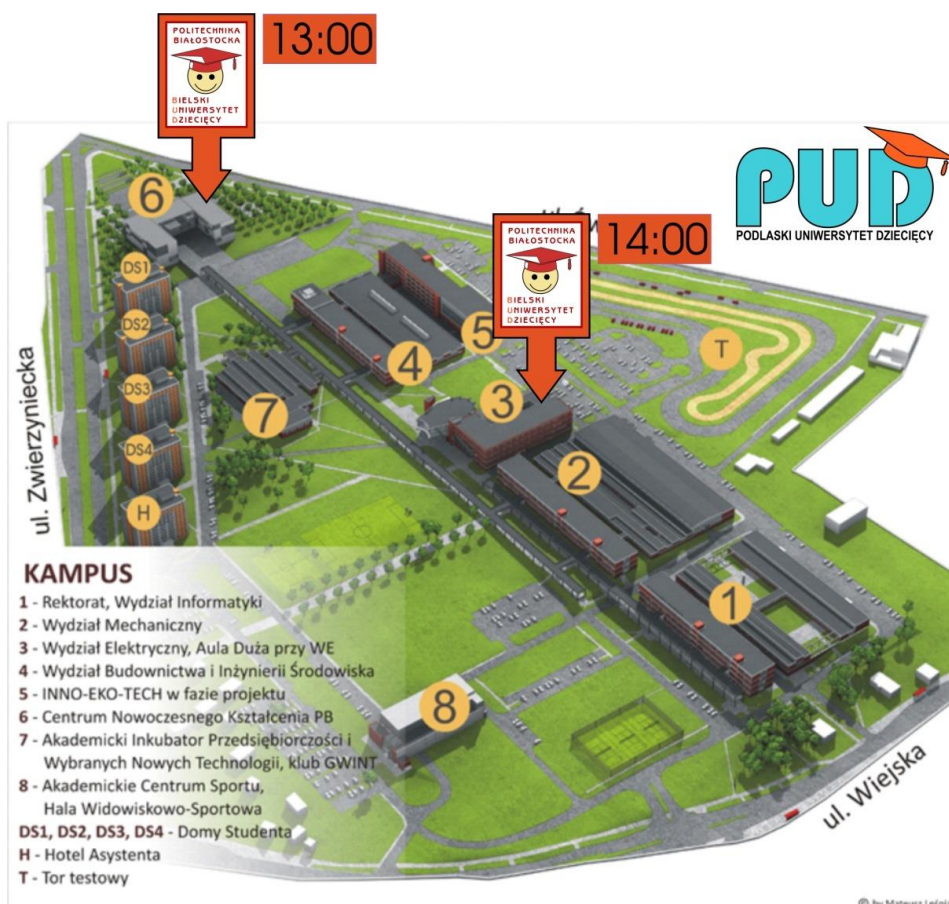 POLITECHNIKA
BIAŁOSTOCKA
BIELSKI
UNIWERSYTET
DZIECIĘCY
13:00
PUD
PODLASKI UNIWERSYTET DZIECIĘCY
POLITECHNIKA
BIAŁOSTOCKA
BIELSKI
UNIWERSYTET
DZIECIĘCY
14:00
6
DS1
DS2
DS3
DS4
H
7
4
5
3
T
2
1
8
ul. Zwierzyniecka
ul. Wiejska
KAMPUS
1 - Rektorat, Wydział Informatyki
2 - Wydział Mechaniczny
3 - Wydział Elektryczny, Aula Duża przy WE
4 - Wydział Budownictwa i Inżynierii Środowiska
5 - INNO-EKO-TECH w fazie projektu
6 - Centrum Nowoczesnego Kształcenia PB
7 - Akademicki Inkubator Przedsiębiorczości i
Wybranych Nowych Technologii, klub GWINT
8 - Akademickie Centrum Sportu,
Hala Widowiskowo-Sportowa
DS1, DS2, DS3, DS4 - Domy Studenta
H - Hotel Asystenta
T - Tor testowy
© by Mateusz